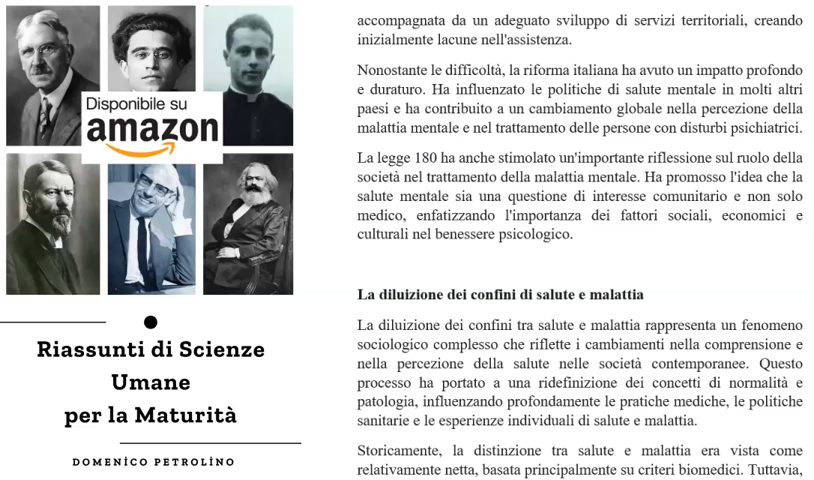 Disponibile su
amazon
Riassunti di Scienze
Umane
per la Maturità
DOMENICO PETROLINO
accompagnata da un adeguato sviluppo di servizi territoriali, creando
inizialmente lacune nell'assistenza.
Nonostante le difficoltà, la riforma italiana ha avuto un impatto profondo
e duraturo. Ha influenzato le politiche di salute mentale in molti altri
paesi e ha contribuito a un cambiamento globale nella percezione della
malattia mentale e nel trattamento delle persone con disturbi psichiatrici.
La legge 180 ha anche stimolato un'importante riflessione sul ruolo della
società nel trattamento della malattia mentale. Ha promosso l'idea che la
salute mentale sia una questione di interesse comunitario e non solo
medico, enfatizzando l'importanza dei fattori sociali, economici e
culturali nel benessere psicologico.
La diluizione dei confini di salute e malattia
La diluizione dei confini tra salute e malattia rappresenta un fenomeno
sociologico complesso che riflette i cambiamenti nella comprensione e
nella percezione della salute nelle società contemporanee. Questo
processo ha portato a una ridefinizione dei concetti di normalità e
patologia, influenzando profondamente le pratiche mediche, le politiche
sanitarie e le esperienze individuali di salute e malattia.
Storicamente, la distinzione tra salute e malattia era vista come
relativamente netta, basata principalmente su criteri biomedici. Tuttavia,